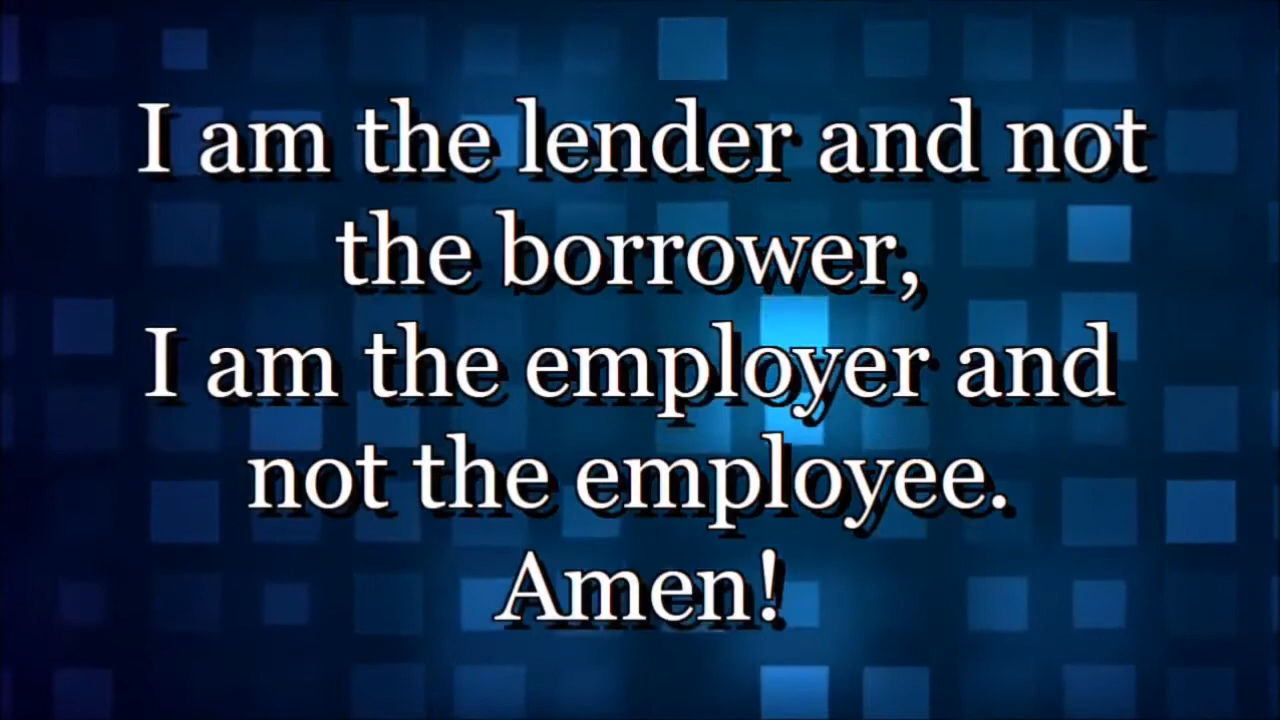 I am the lender and not
the borrower,
I am the employer and
not the employee.
Amen!